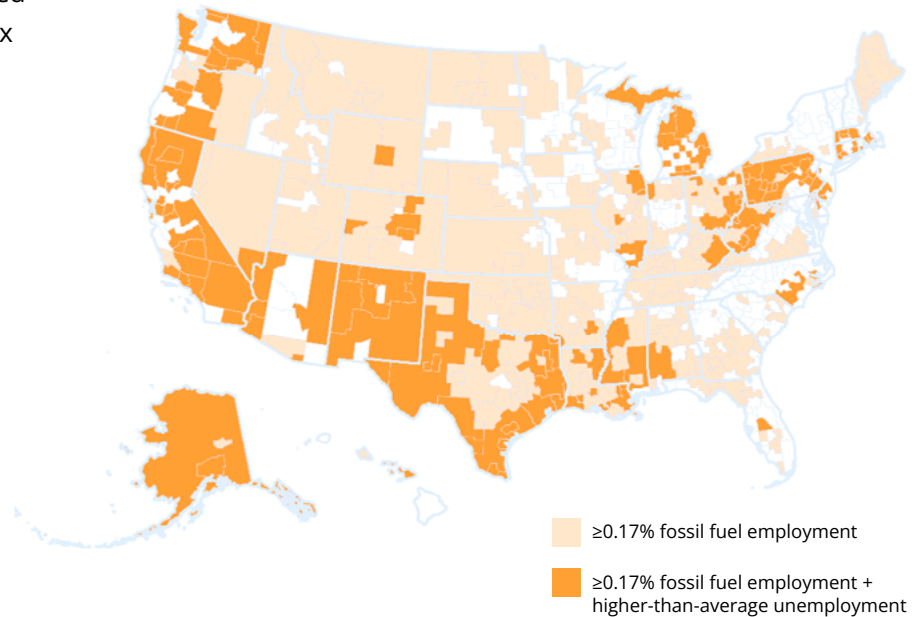 x
≥0.17% fossil fuel employment
≥0.17% fossil fuel employment +
higher-than-average unemployment